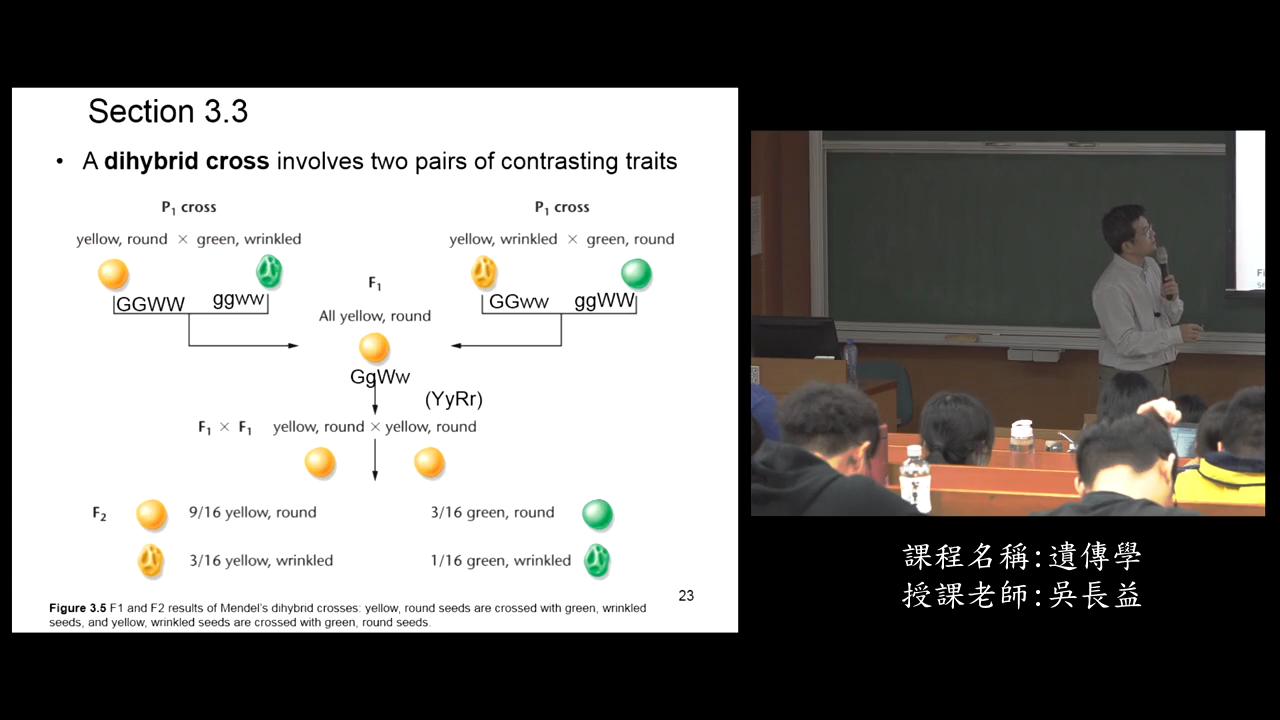 Section 3.3
• A dihybrid cross involves two pairs of contrasting traits
P1 cross
yellow, round × green, wrinkled
GGWW ggww
P1 cross
yellow, wrinkled × green, round
GGww ggWW
F1
All yellow, round
GgWw
(YyRr)
F1 × F1 yellow, round × yellow, round
F2 9/16 yellow, round 3/16 green, round
3/16 yellow, wrinkled 1/16 green, wrinkled
Figure 3.5 F1 and F2 results of Mendel's dihybrid crosses: yellow, round seeds are crossed with green, wrinkled
seeds, and yellow, wrinkled seeds are crossed with green, round seeds.
23
課程名稱:遺傳學
授課老師:吳長益